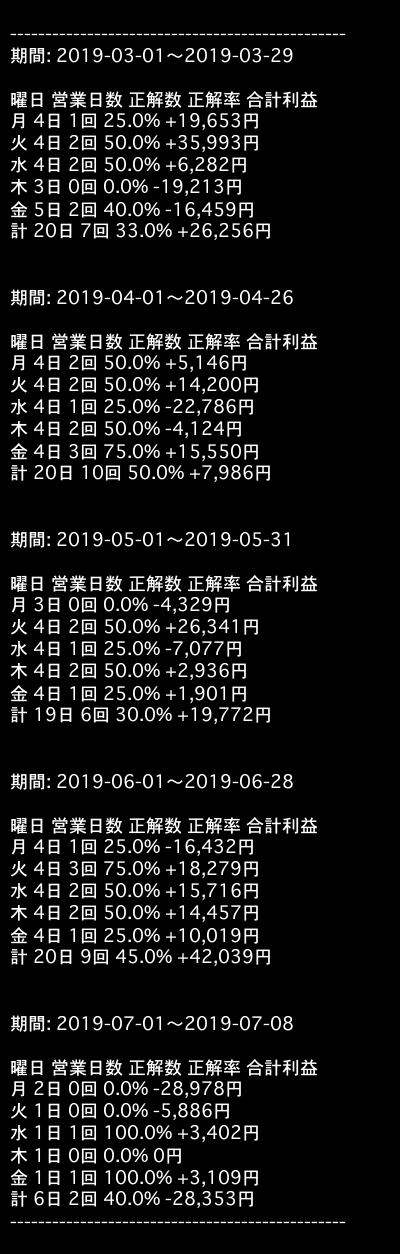 ------------------------------------------------
期間: 2019-03-01〜2019-03-29
曜日 営業日数 正解数 正解率 合計利益
月 4日 1回 25.0% +19,653円
火 4日 2回 50.0% +35,993円
水 4日 2回 50.0% +6,282円
木 3日 0回 0.0% -19,213円
金 5日 2回 40.0% -16,459円
計 20日 7回 33.0% +26,256円
期間: 2019-04-01〜2019-04-26
曜日 営業日数 正解数 正解率 合計利益
月 4日 2回 50.0% +5,146円
火 4日 2回 50.0% +14,200円
水 4日 1回 25.0% -22,786円
木 4日 2回 50.0% -4,124円
金 4日 3回 75.0% +15,550円
計 20日 10回 50.0% +7,986円
期間: 2019-05-01〜2019-05-31
曜日 営業日数 正解数 正解率 合計利益
月 3日 0回 0.0% -4,329円
火 4日 2回 50.0% +26,341円
水 4日 1回 25.0% -7,077円
木 4日 2回 50.0% +2,936円
金 4日 1回 25.0% +1,901円
計 19日 6回 30.0% +19,772円
期間: 2019-06-01〜2019-06-28
曜日 営業日数 正解数 正解率 合計利益
月 4日 1回 25.0% -16,432円
火 4日 3回 75.0% +18,279円
水 4日 2回 50.0% +15,716円
木 4日 2回 50.0% +14,457円
金 4日 1回 25.0% +10,019円
計 20日 9回 45.0% +42,039円
期間: 2019-07-01〜2019-07-08
曜日 営業日数 正解数 正解率 合計利益
月 2日 0回 0.0% -28,978円
火 1日 0回 0.0% -5,886円
水 1日 1回 100.0% +3,402円
木 1日 0回 0.0% 0円
金 1日 1回 100.0% +3,109円
計 6日 2回 40.0% -28,353円
------------------------------------------------